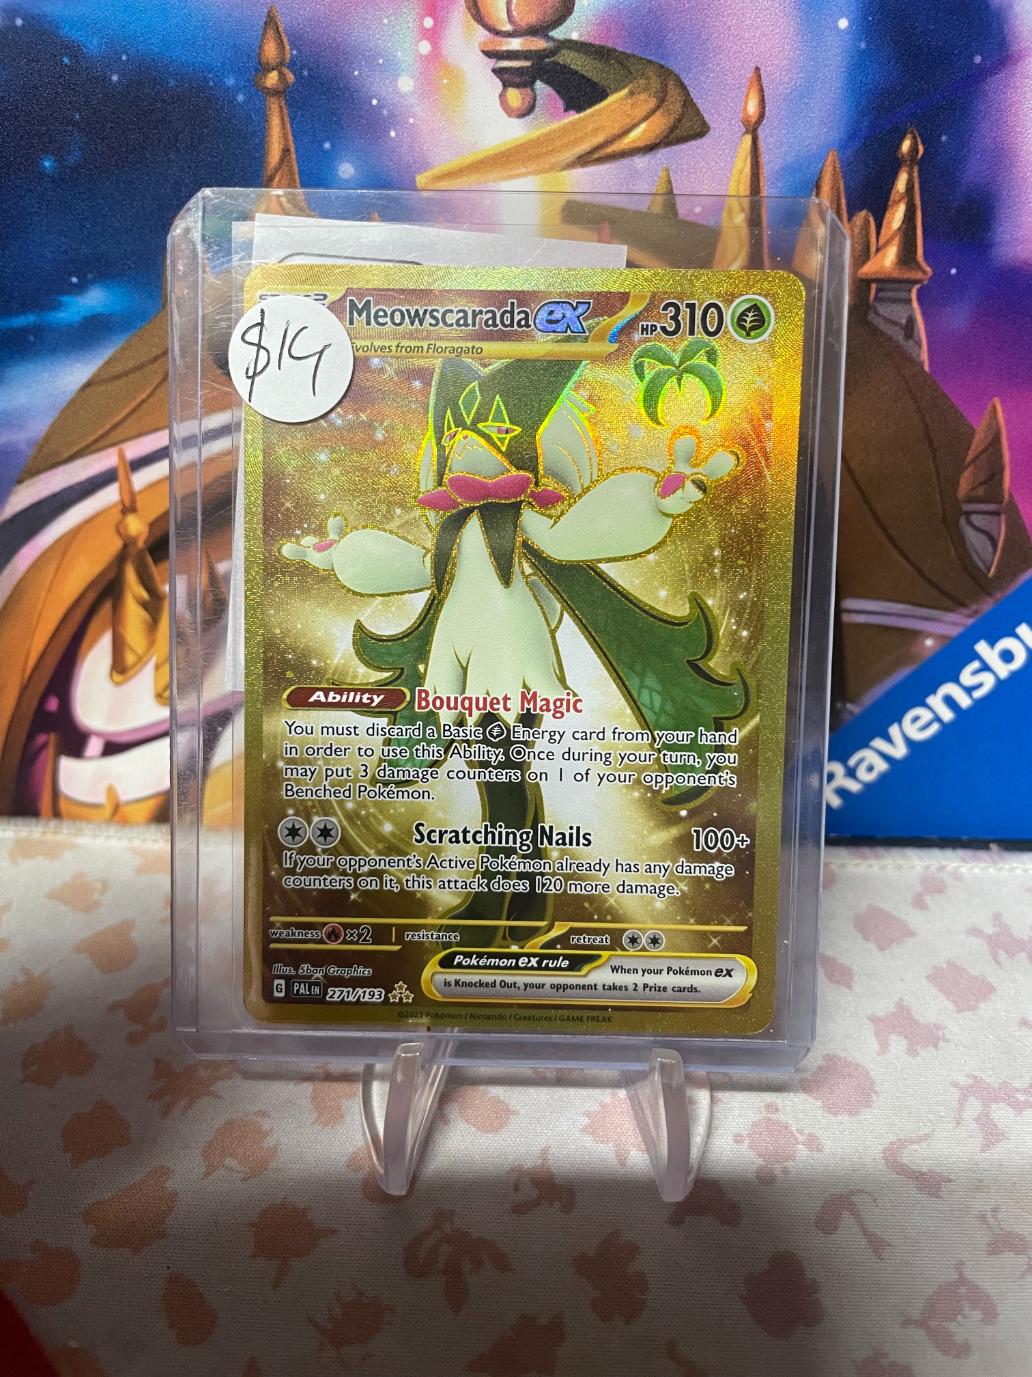 Meowscarada ex HP 310
$14
Evolves from Floragato
Ability Bouquet Magic
You must discard a Basic Energy card from your hand
in order to use this Ability. Once during your turn, you
may put 3 damage counters on 1 of your opponent's
Benched Pokémon.
Scratching Nails 100+
If your opponent's Active Pokémon already has any damage
counters on it, this attack does 120 more damage.
weakness ×2 resistance retreat
Pokémon ex rule
When your Pokémon ex
is Knocked Out, your opponent takes 2 Prize cards.
Illus. 5ban Graphics
G PAL EN 271/193
©2023 Pokémon / Nintendo / Creatures / GAME FREAK
Ravensbu